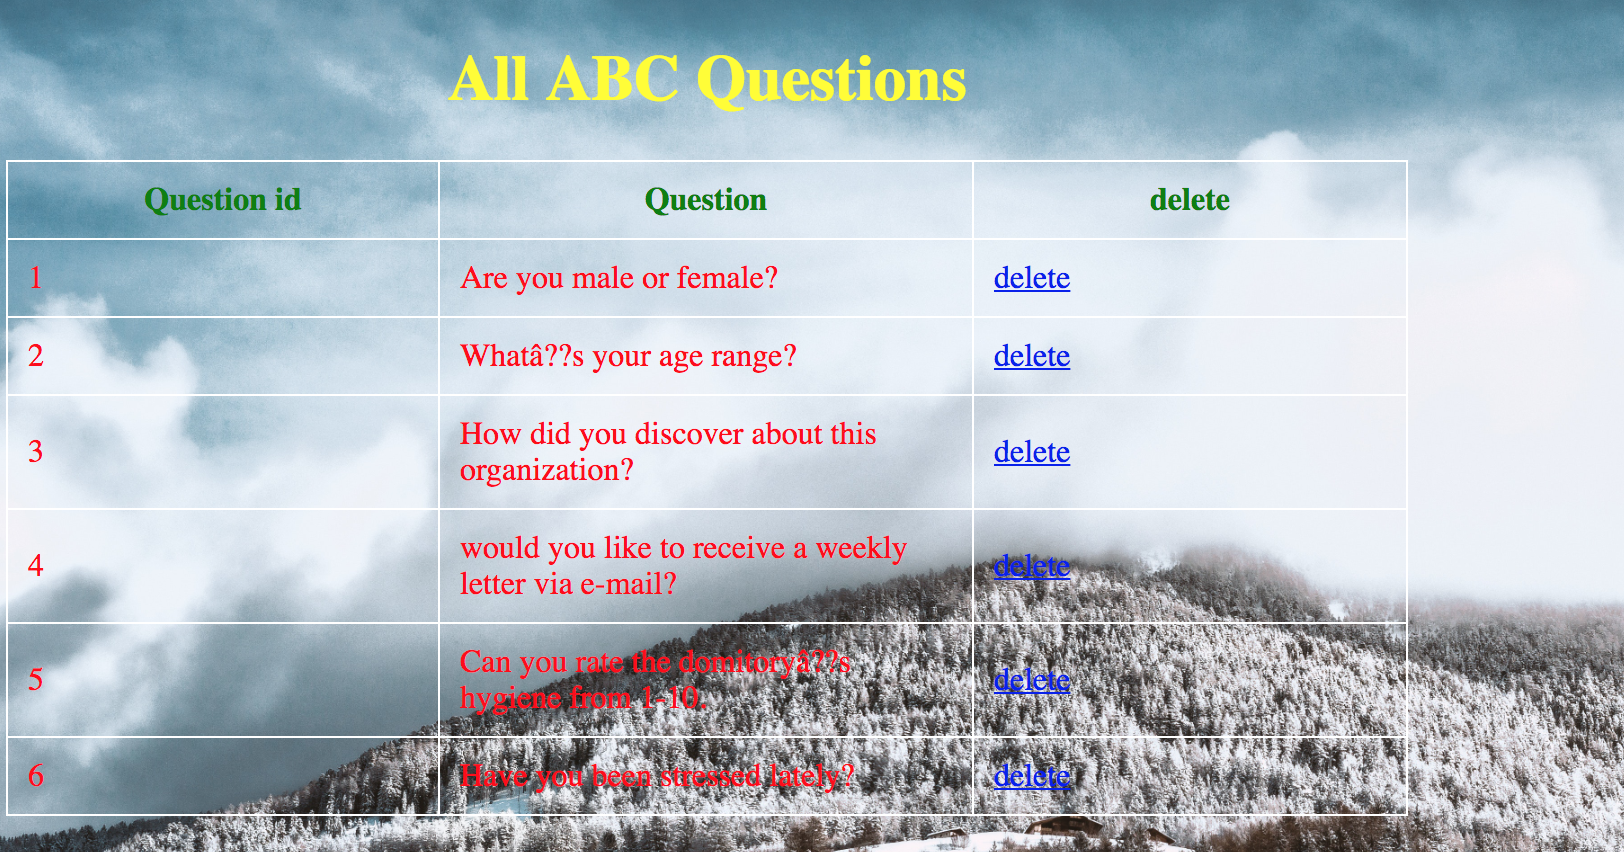 All ABC Questions
Question id Question delete
1 Are you male or female? delete
2 Whatâ??s your age range? delete
3 How did you discover about this
organization? delete
4 would you like to receive a weekly
letter via e-mail? delete
5 Can you rate the domitoryâ??s
hygiene from 1-10. delete
6 Have you been stressed lately? delete